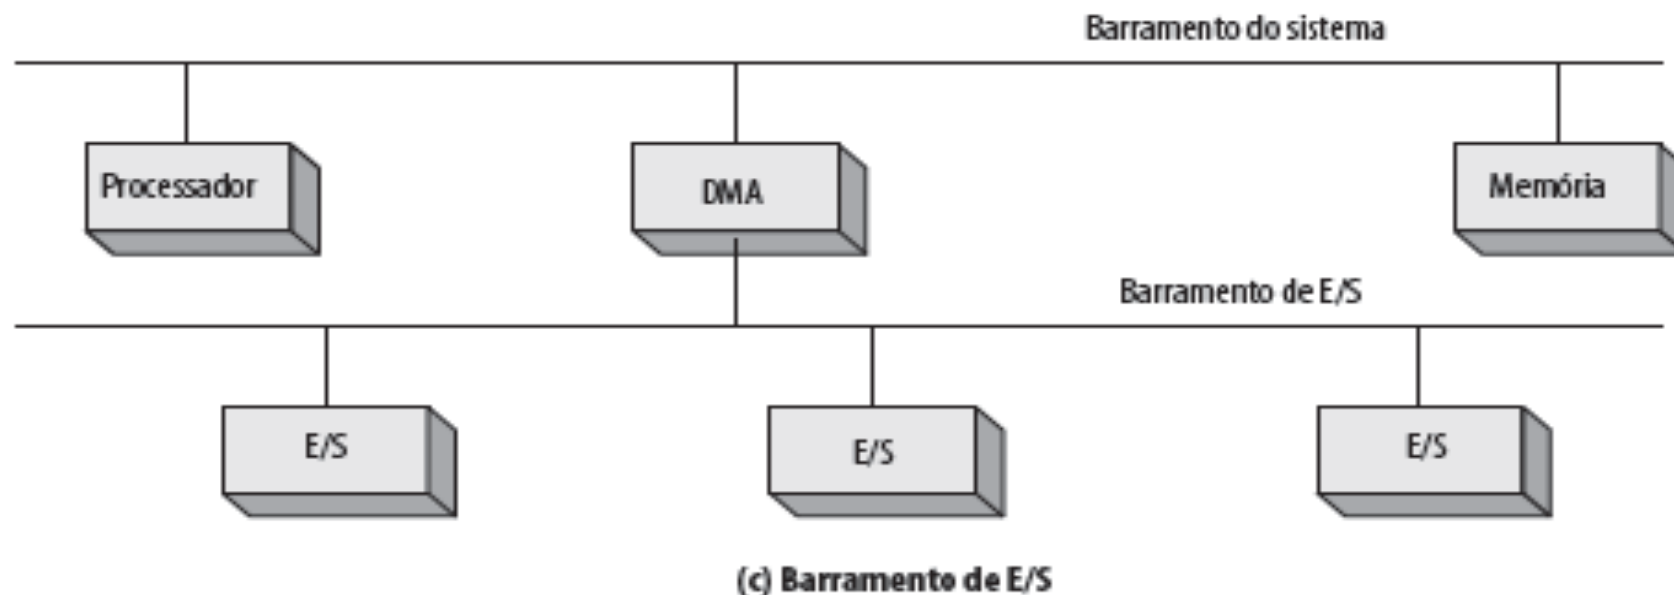 Barramento do sistema
Processador
DMA
Memória
Barramento de E/S
E/S
E/S
E/S
(c) Barramento de E/S